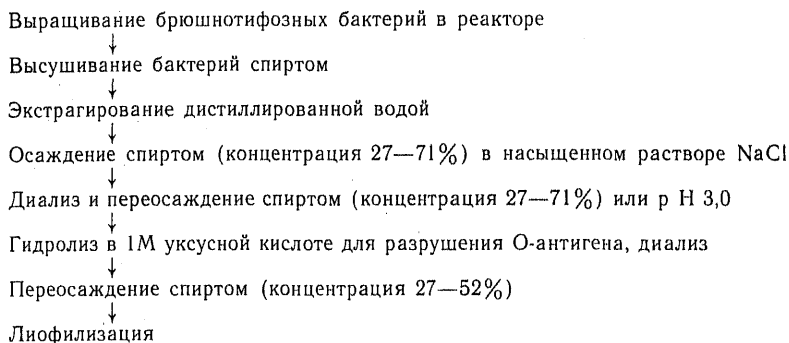 Выращивание брюшнотифозных бактерий в реакторе
Высушивание бактерий спиртом
Экстрагирование дистиллированной водой
Осаждение спиртом (концентрация 27—71%) в насыщенном растворе NaCl
Диализ и переосаждение спиртом (концентрация 27—71%) или р Н 3,0
Гидролиз в 1М уксусной кислоте для разрушения О-антигена, диализ
Переосаждение спиртом (концентрация 27—52%)
Лиофилизация